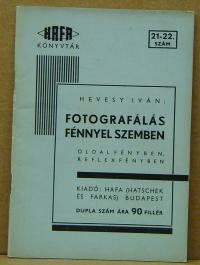 HAFA
KÖNYVTÁR
21-22.
SZÁM
HEVESY IVÁN:
FOTOGRAFÁLÁS
FÉNNYEL SZEMBEN
OLDALFÉNYBEN,
REFLEXFÉNYBEN
KIADÓ: HAFA (HATSCHEK
ÉS FARKAS) BUDAPEST
DUPLA SZÁM ÁRA 90 FILLÉR